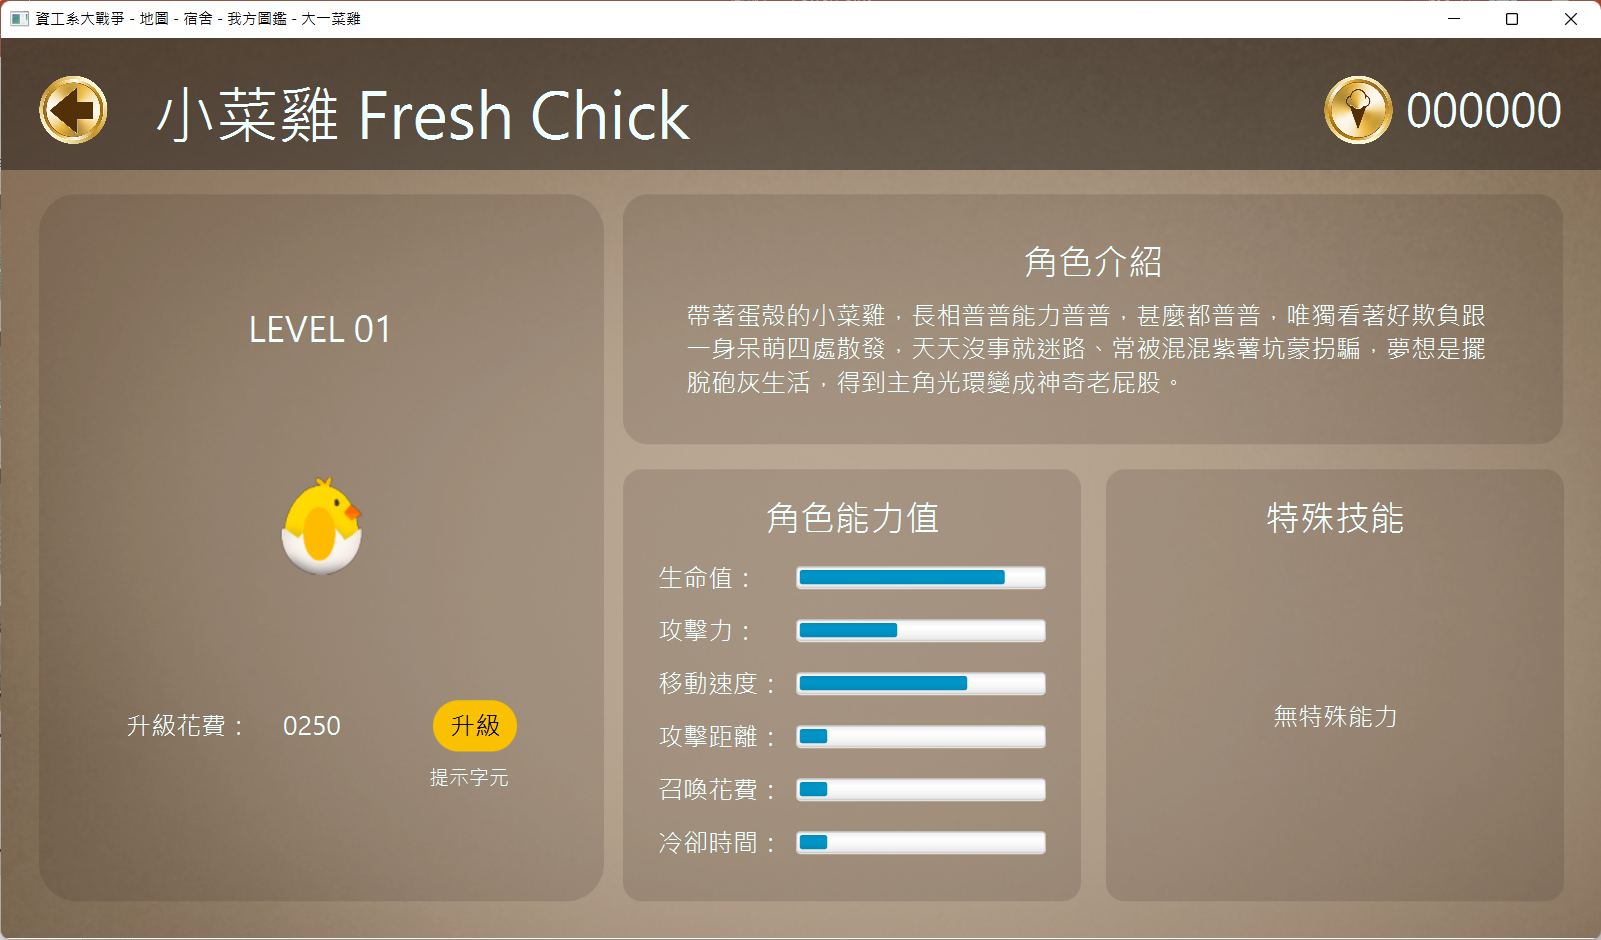 資工系大戰爭 - 地圖 - 宿舍 - 我方圖鑑 - 大一菜雞
小菜雞 Fresh Chick
000000
LEVEL 01
升級花費： 0250
升級
提示字元
角色介紹
帶著蛋殼的小菜雞，長相普普能力普普，甚麼都普普，唯獨看著好欺負跟
一身呆萌四處散發，天天沒事就迷路、常被混混紫薯坑蒙拐騙，夢想是擺
脫砲灰生活，得到主角光環變成神奇老屁股。
角色能力值
生命值：
攻擊力：
移動速度：
攻擊距離：
召喚花費：
冷卻時間：
特殊技能
無特殊能力